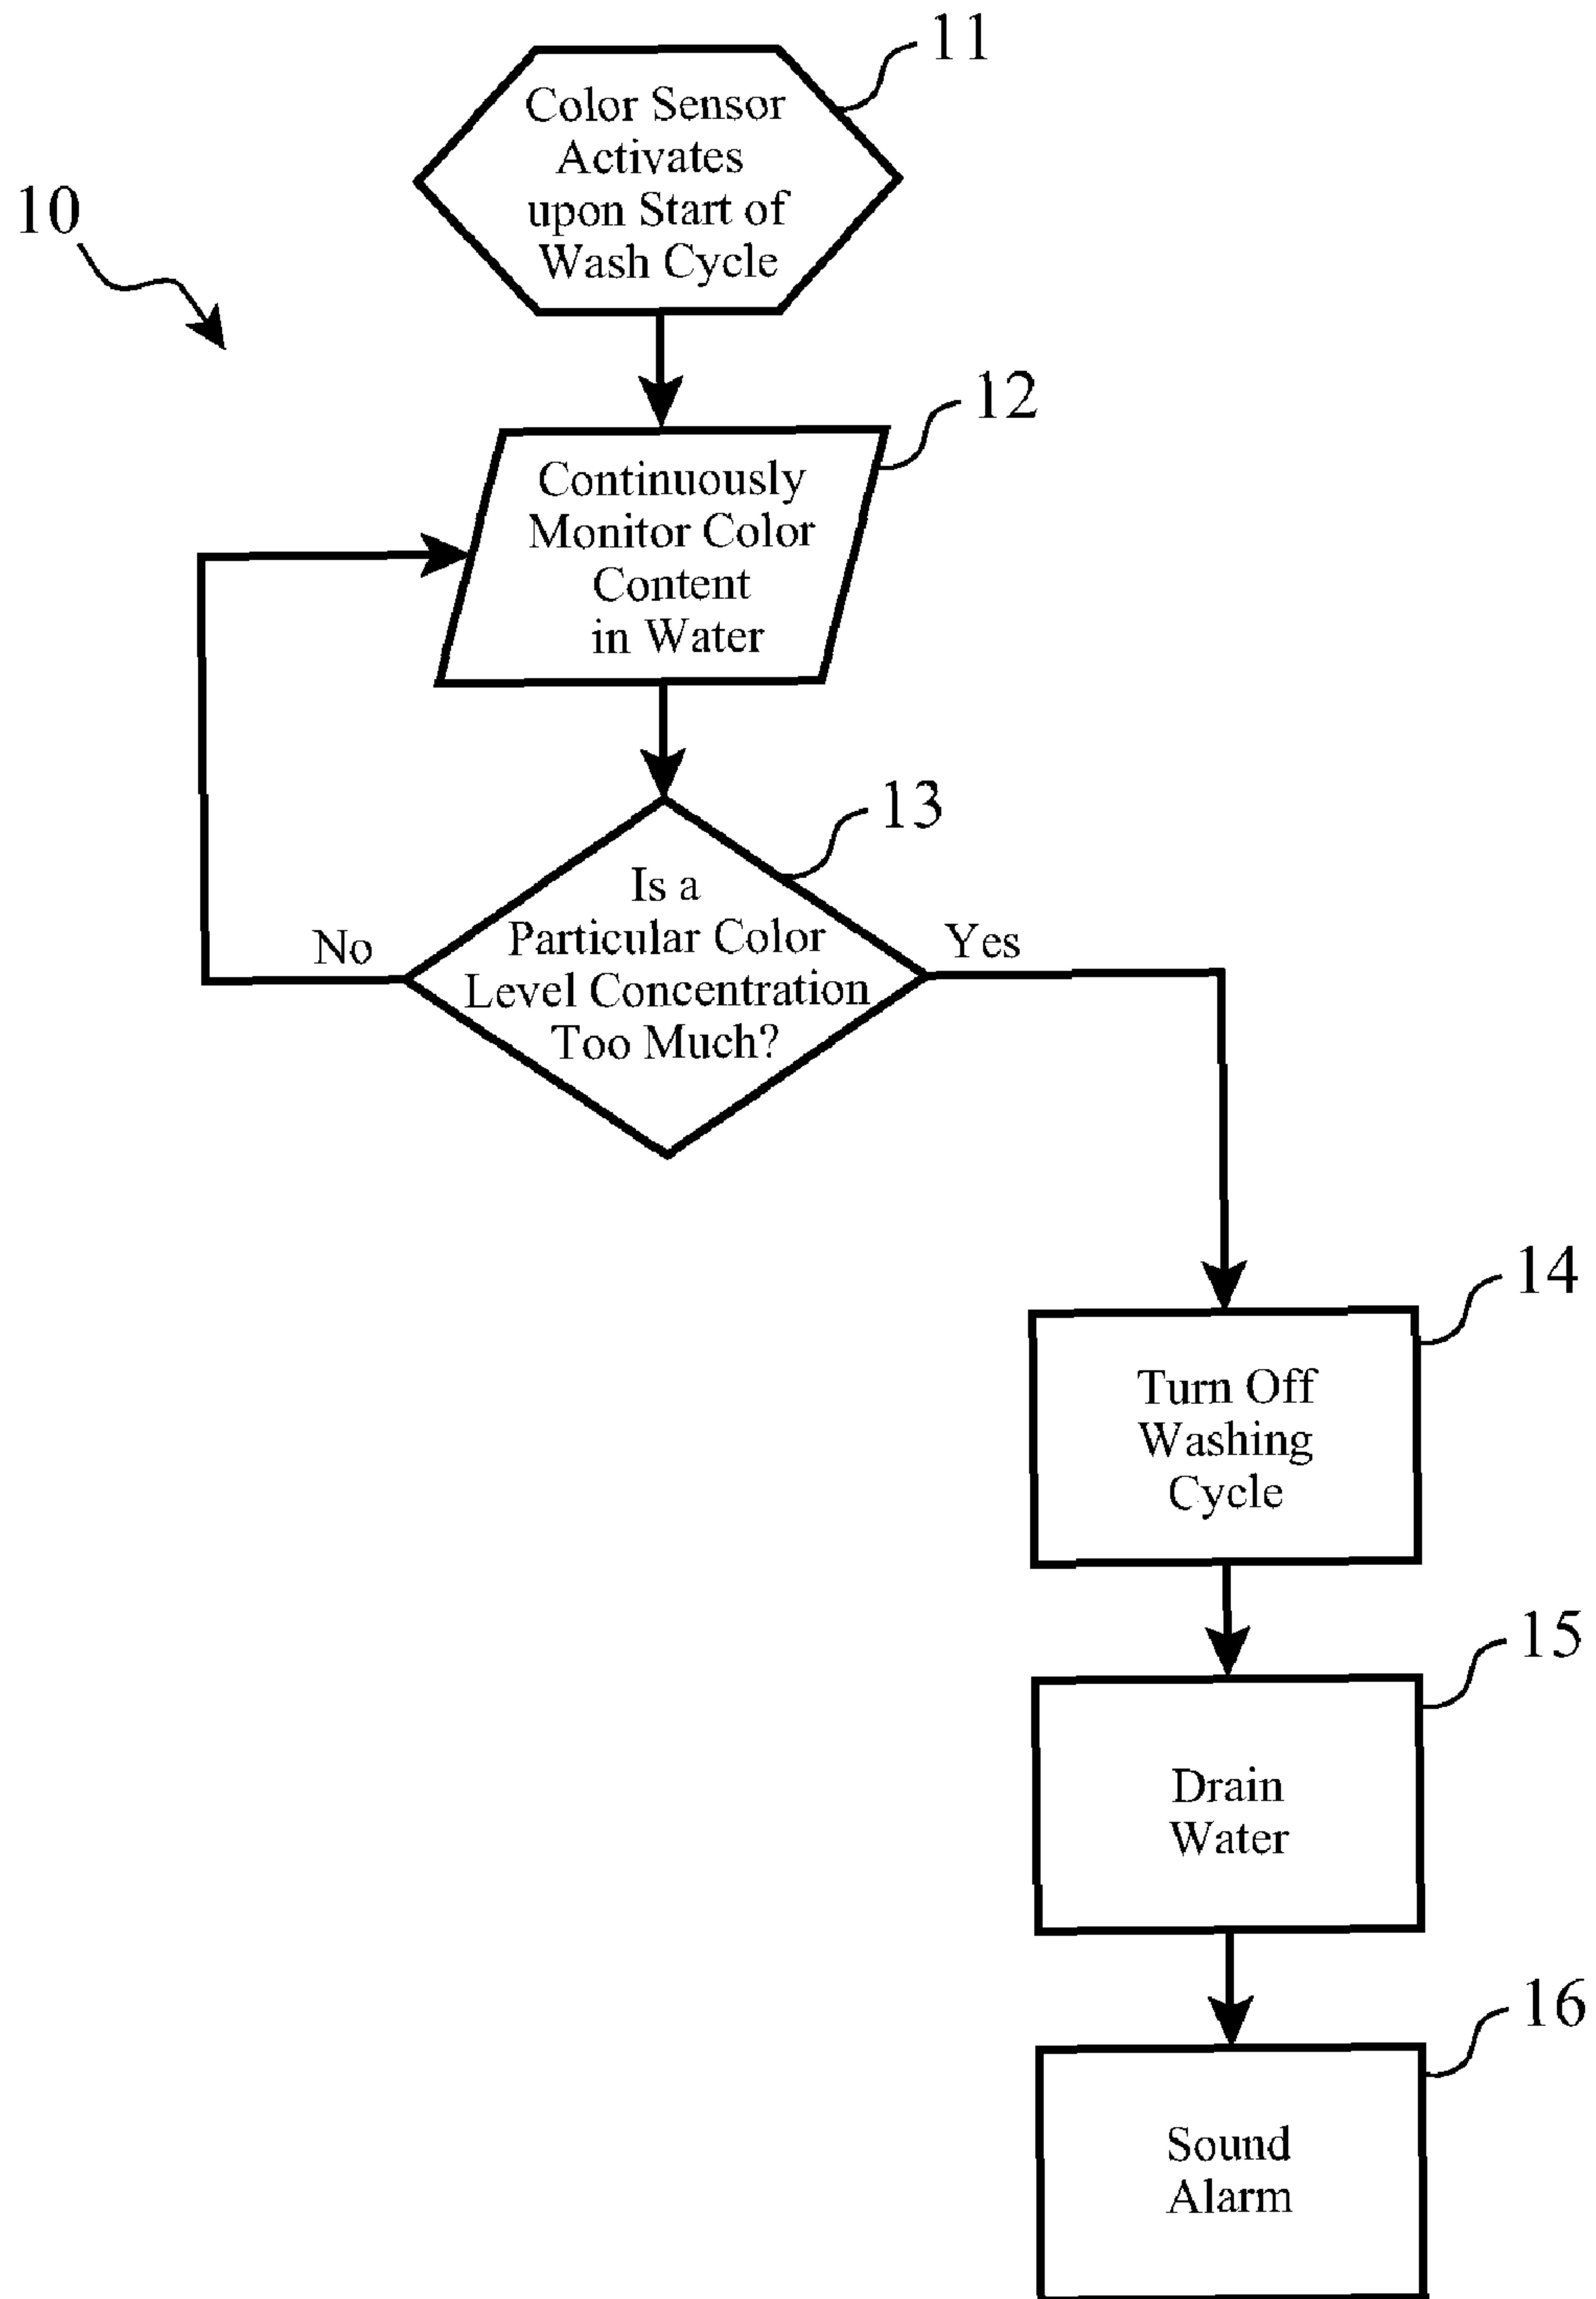 11
Color Sensor
Activates
upon Start of
Wash Cycle
10
12
Continuously
Monitor Color
Content
in Water
13
Is a
Particular Color
Level Concentration
Too Much?
No
Yes
14
Turn Off
Washing
Cycle
15
Drain
Water
16
Sound
Alarm